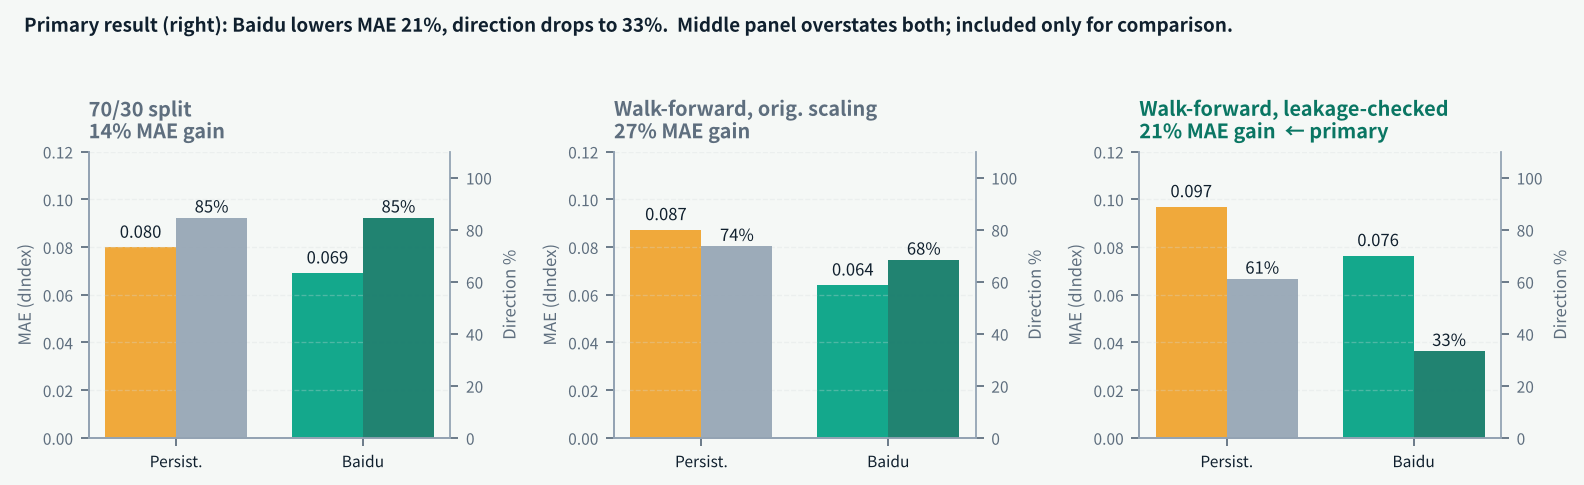 Primary result (right): Baidu lowers MAE 21%, direction drops to 33%.  Middle panel overstates both; included only for comparison.
70/30 split
14% MAE gain
MAE (dIndex)
0.12
0.10
0.08
0.06
0.04
0.02
0.00
0.080
85%
0.069
85%
100
80
60
40
20
0
Direction %
Persist.
Baidu
Walk-forward, orig. scaling
27% MAE gain
MAE (dIndex)
0.12
0.10
0.08
0.06
0.04
0.02
0.00
0.087
74%
0.064
68%
100
80
60
40
20
0
Direction %
Persist.
Baidu
Walk-forward, leakage-checked
21% MAE gain ← primary
MAE (dIndex)
0.12
0.10
0.08
0.06
0.04
0.02
0.00
0.097
61%
0.076
33%
100
80
60
40
20
0
Direction %
Persist.
Baidu